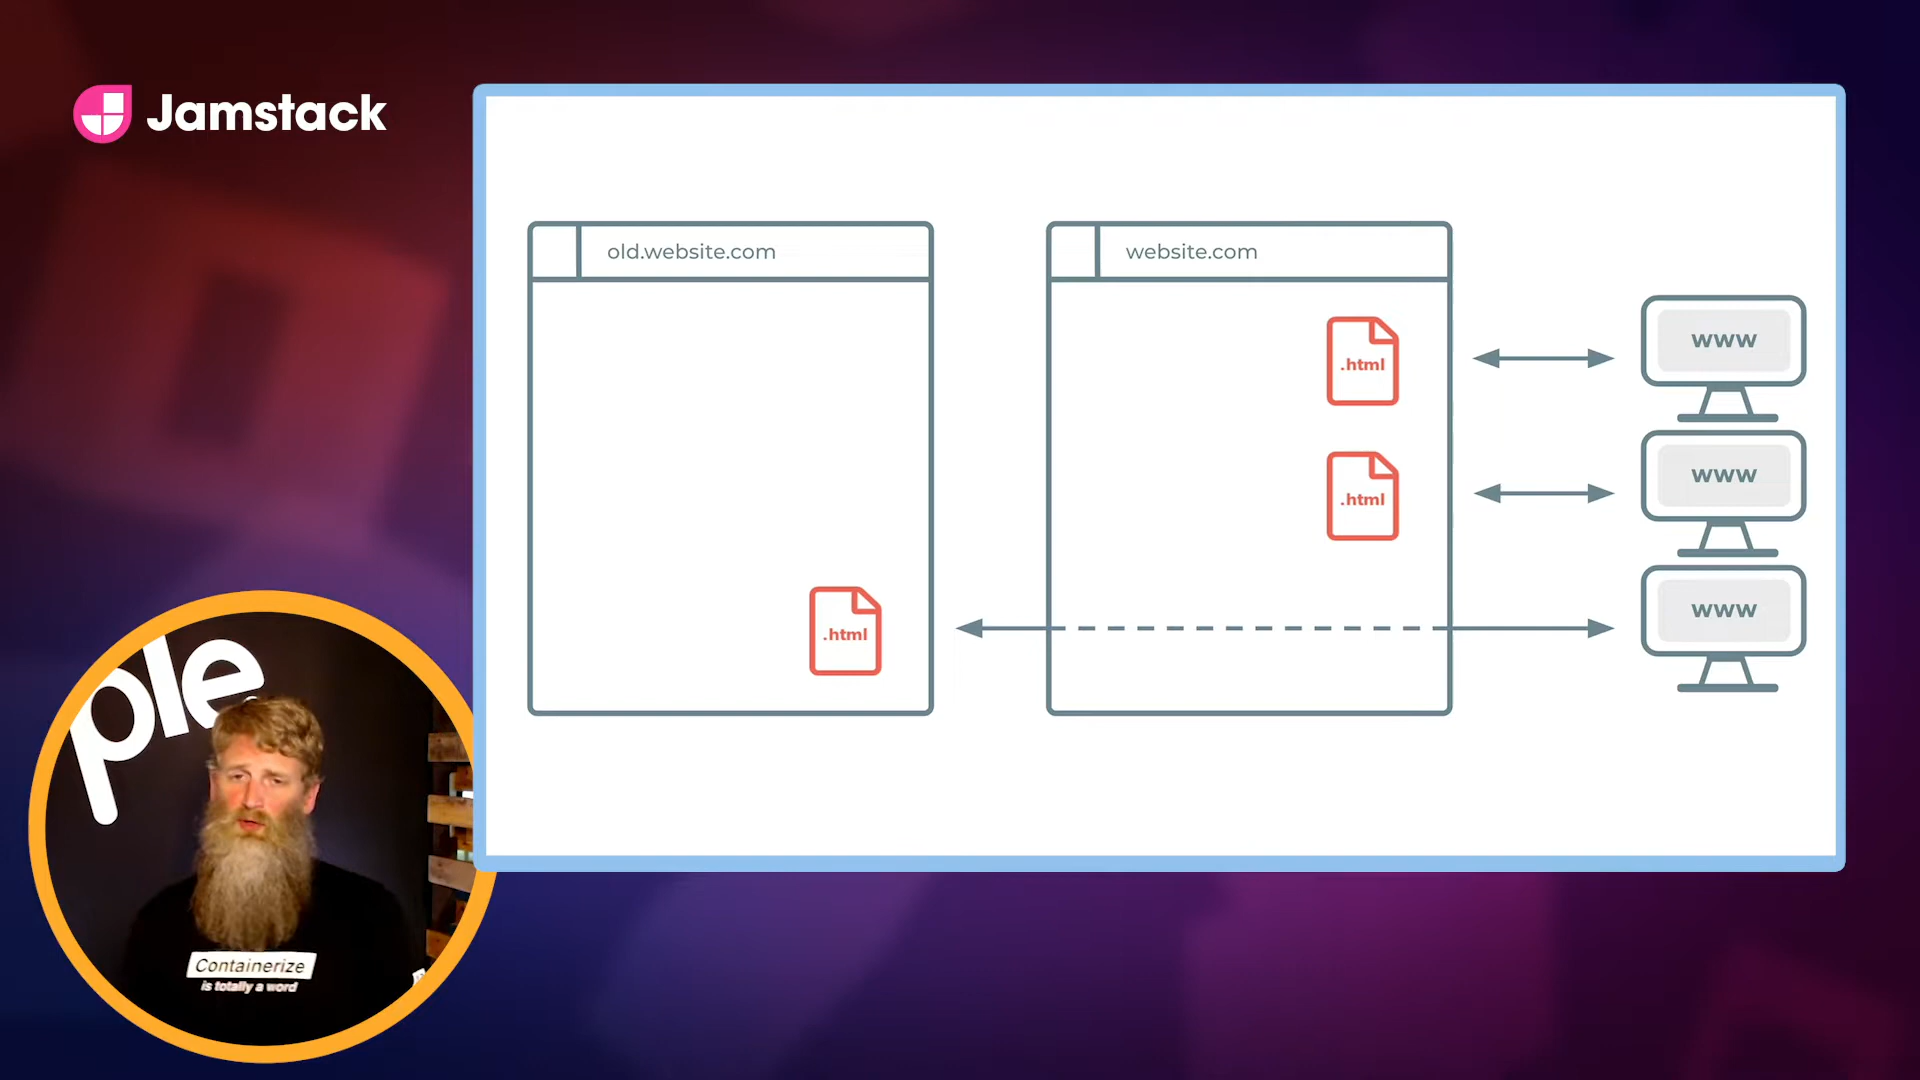 Jamstack
old.website.com
website.com
.html
www
.html
www
.html
www
ple
Containerize
is totally a word